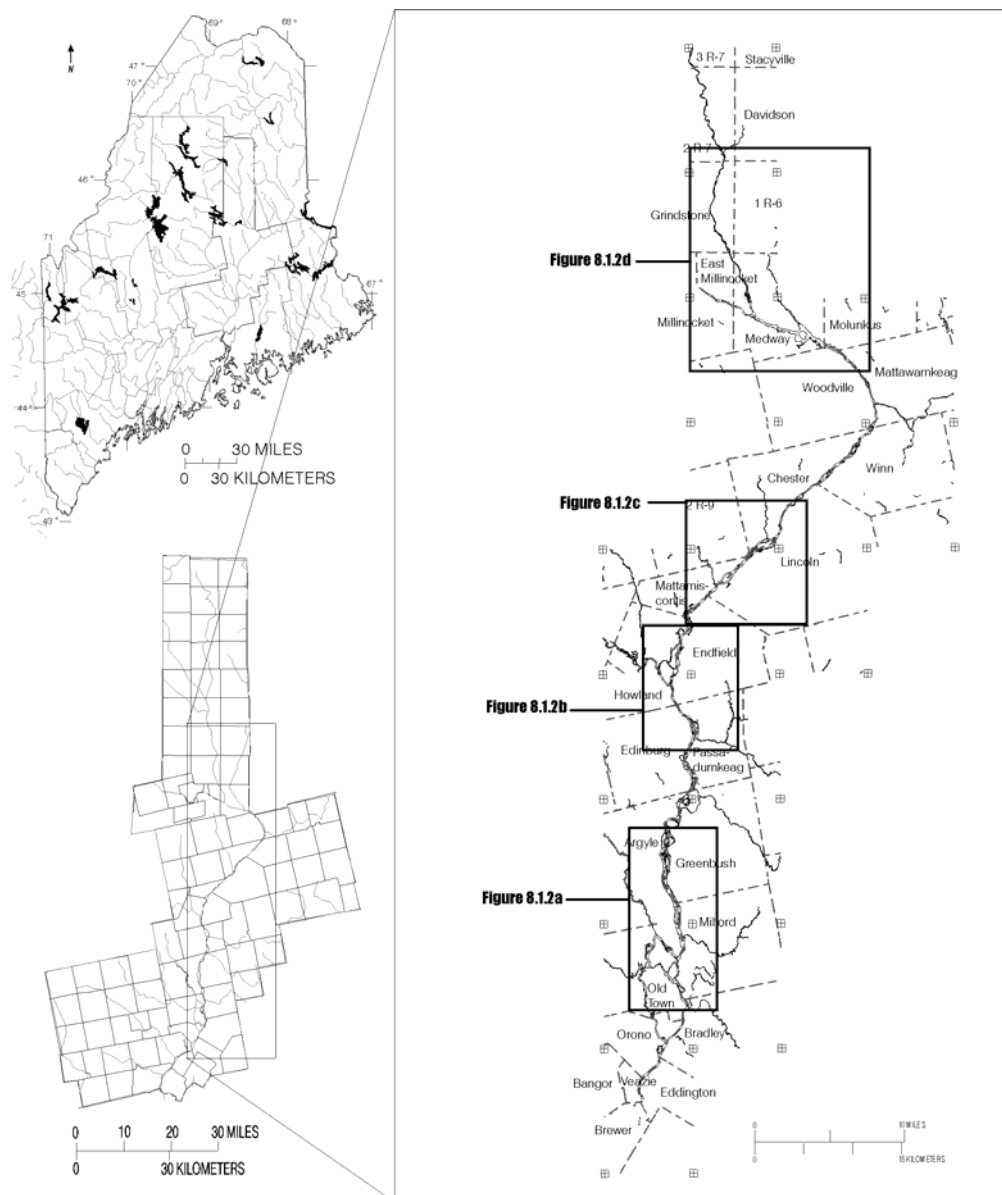 69°
68°
N
47°
70°
46°
71
45
67°
44°
43°
0 30 MILES
0 30 KILOMETERS
0 10 20 30 MILES
0 30 KILOMETERS
3 R-7
Stacyville
Davidson
2 R-7
Grindstone
1 R-6
Figure 8.1.2d
East
Millinocket
Millinocket
Molunkus
Medway
Mattawamkeag
Woodville
Winn
Chester
Figure 8.1.2c
2 R-9
Lincoln
Mattamis-
contis
Endfield
Howland
Figure 8.1.2b
Edinburg
Passa-
dumkeag
Argyle
Greenbush
Figure 8.1.2a
Milford
Old
Town
Orono
Bradley
Bangor
Veazie
Eddington
Brewer
0 10 MILES
0 15 KILOMETERS